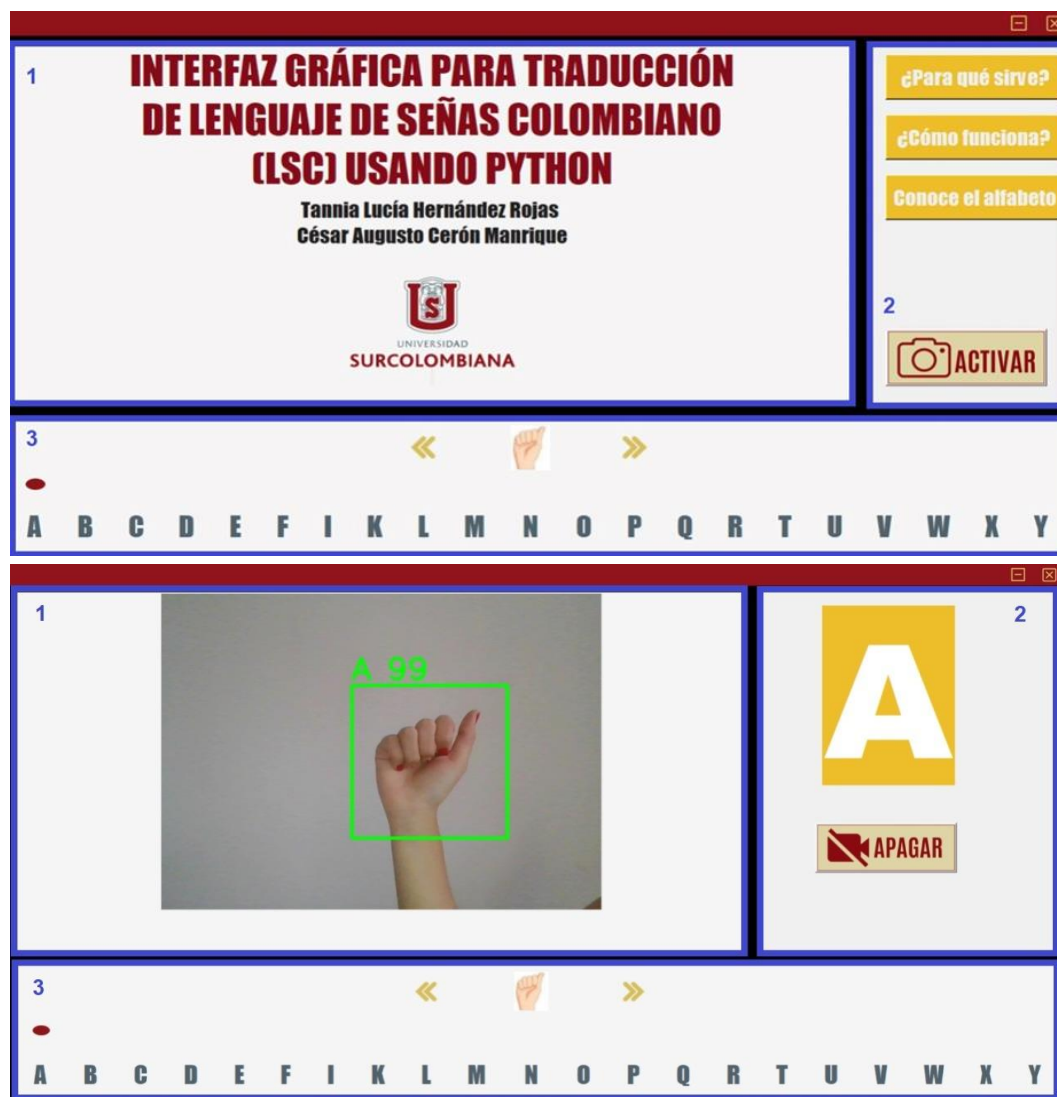 1
INTERFAZ GRÁFICA PARA TRADUCCIÓN
DE LENGUAJE DE SEÑAS COLOMBIANO
(LSC) USANDO PYTHON
Tannia Lucía Hernández Rojas
César Augusto Cerón Manrique
UNIVERSIDAD
SURCOLOMBIANA
¿Para qué sirve?
¿Cómo funciona?
Conoce el alfabeto
2
ACTIVAR
3
A B C D E F I K L M N O P Q R T U V W X Y
1
A 99
2
A
APAGAR
3
A B C D E F I K L M N O P Q R T U V W X Y